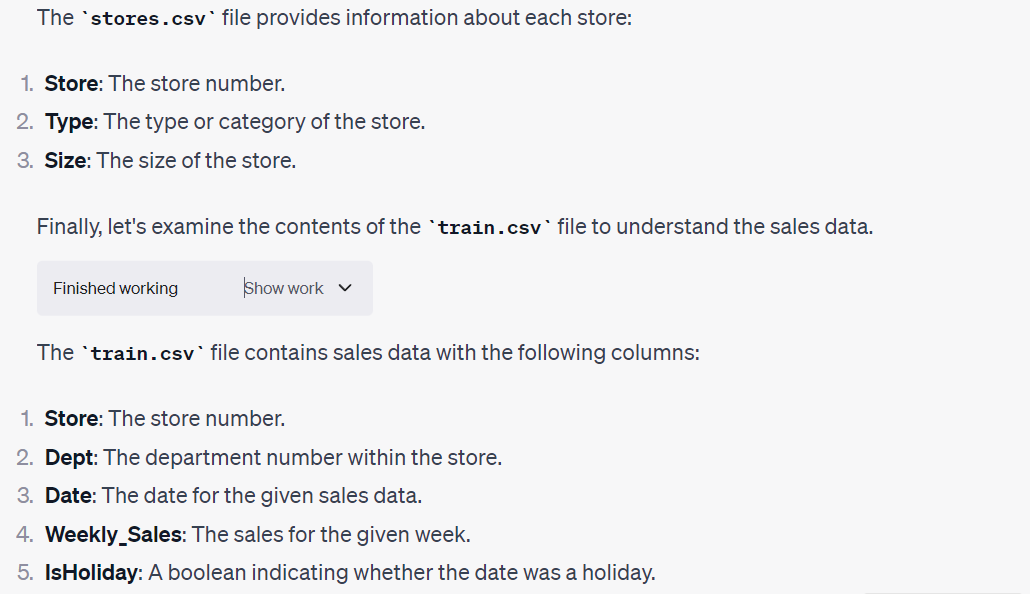 The `stores.csv` file provides information about each store:
1. Store: The store number.
2. Type: The type or category of the store.
3. Size: The size of the store.
Finally, let's examine the contents of the `train.csv` file to understand the sales data.
Finished working Show work
The `train.csv` file contains sales data with the following columns:
1. Store: The store number.
2. Dept: The department number within the store.
3. Date: The date for the given sales data.
4. Weekly_Sales: The sales for the given week.
5. IsHoliday: A boolean indicating whether the date was a holiday.